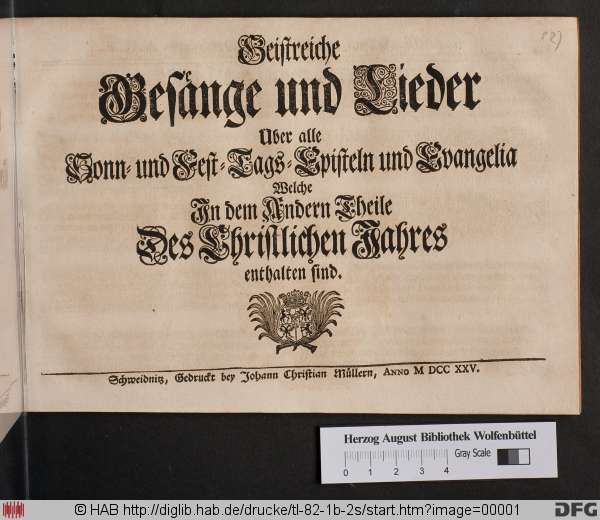 Geistreiche
Gesänge und Lieder
Uber alle
Sonn- und Fest-Tags-Episteln und Evangelia
Welche
In dem Andern Theile
Des Christlichen Jahres
enthalten sind.
Schweidnitz, Gedruckt bey Johann Christian Müllern, ANNO M DCC XXV.
Herzog August Bibliothek Wolfenbüttel
0 1 2 3 4 Gray Scale
© HAB http://diglib.hab.de/drucke/tl-82-1b-2s/start.htm?image=00001
DFG